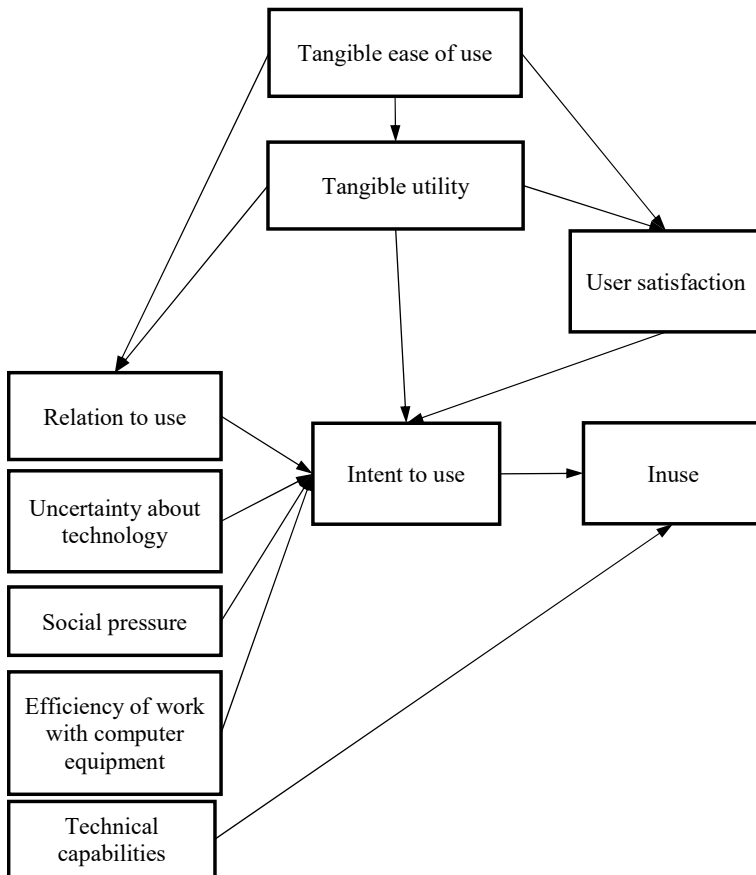 Tangible ease of use
Tangible utility
User satisfaction
Relation to use
Intent to use
Inuse
Uncertainty about
technology
Social pressure
Efficiency of work
with computer
equipment
Technical
capabilities